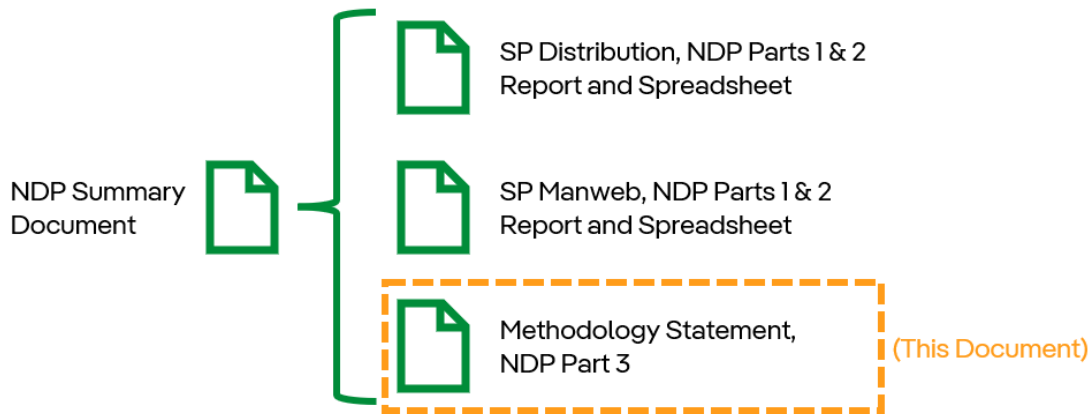 SP Distribution, NDP Parts 1 & 2
Report and Spreadsheet
NDP Summary
Document
SP Manweb, NDP Parts 1 & 2
Report and Spreadsheet
Methodology Statement,
NDP Part 3
(This Document)